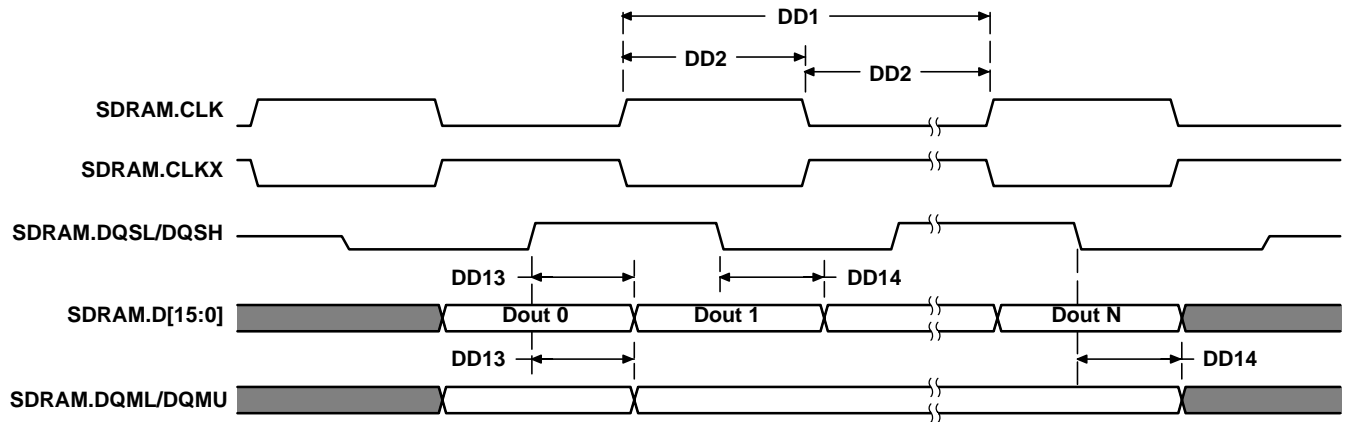 DD1
DD2
DD2
SDRAM.CLK
SDRAM.CLKX
SDRAM.DQSL/DQSH
DD13
DD14
SDRAM.D[15:0]
Dout 0
Dout 1
Dout N
DD13
DD14
SDRAM.DQML/DQMU